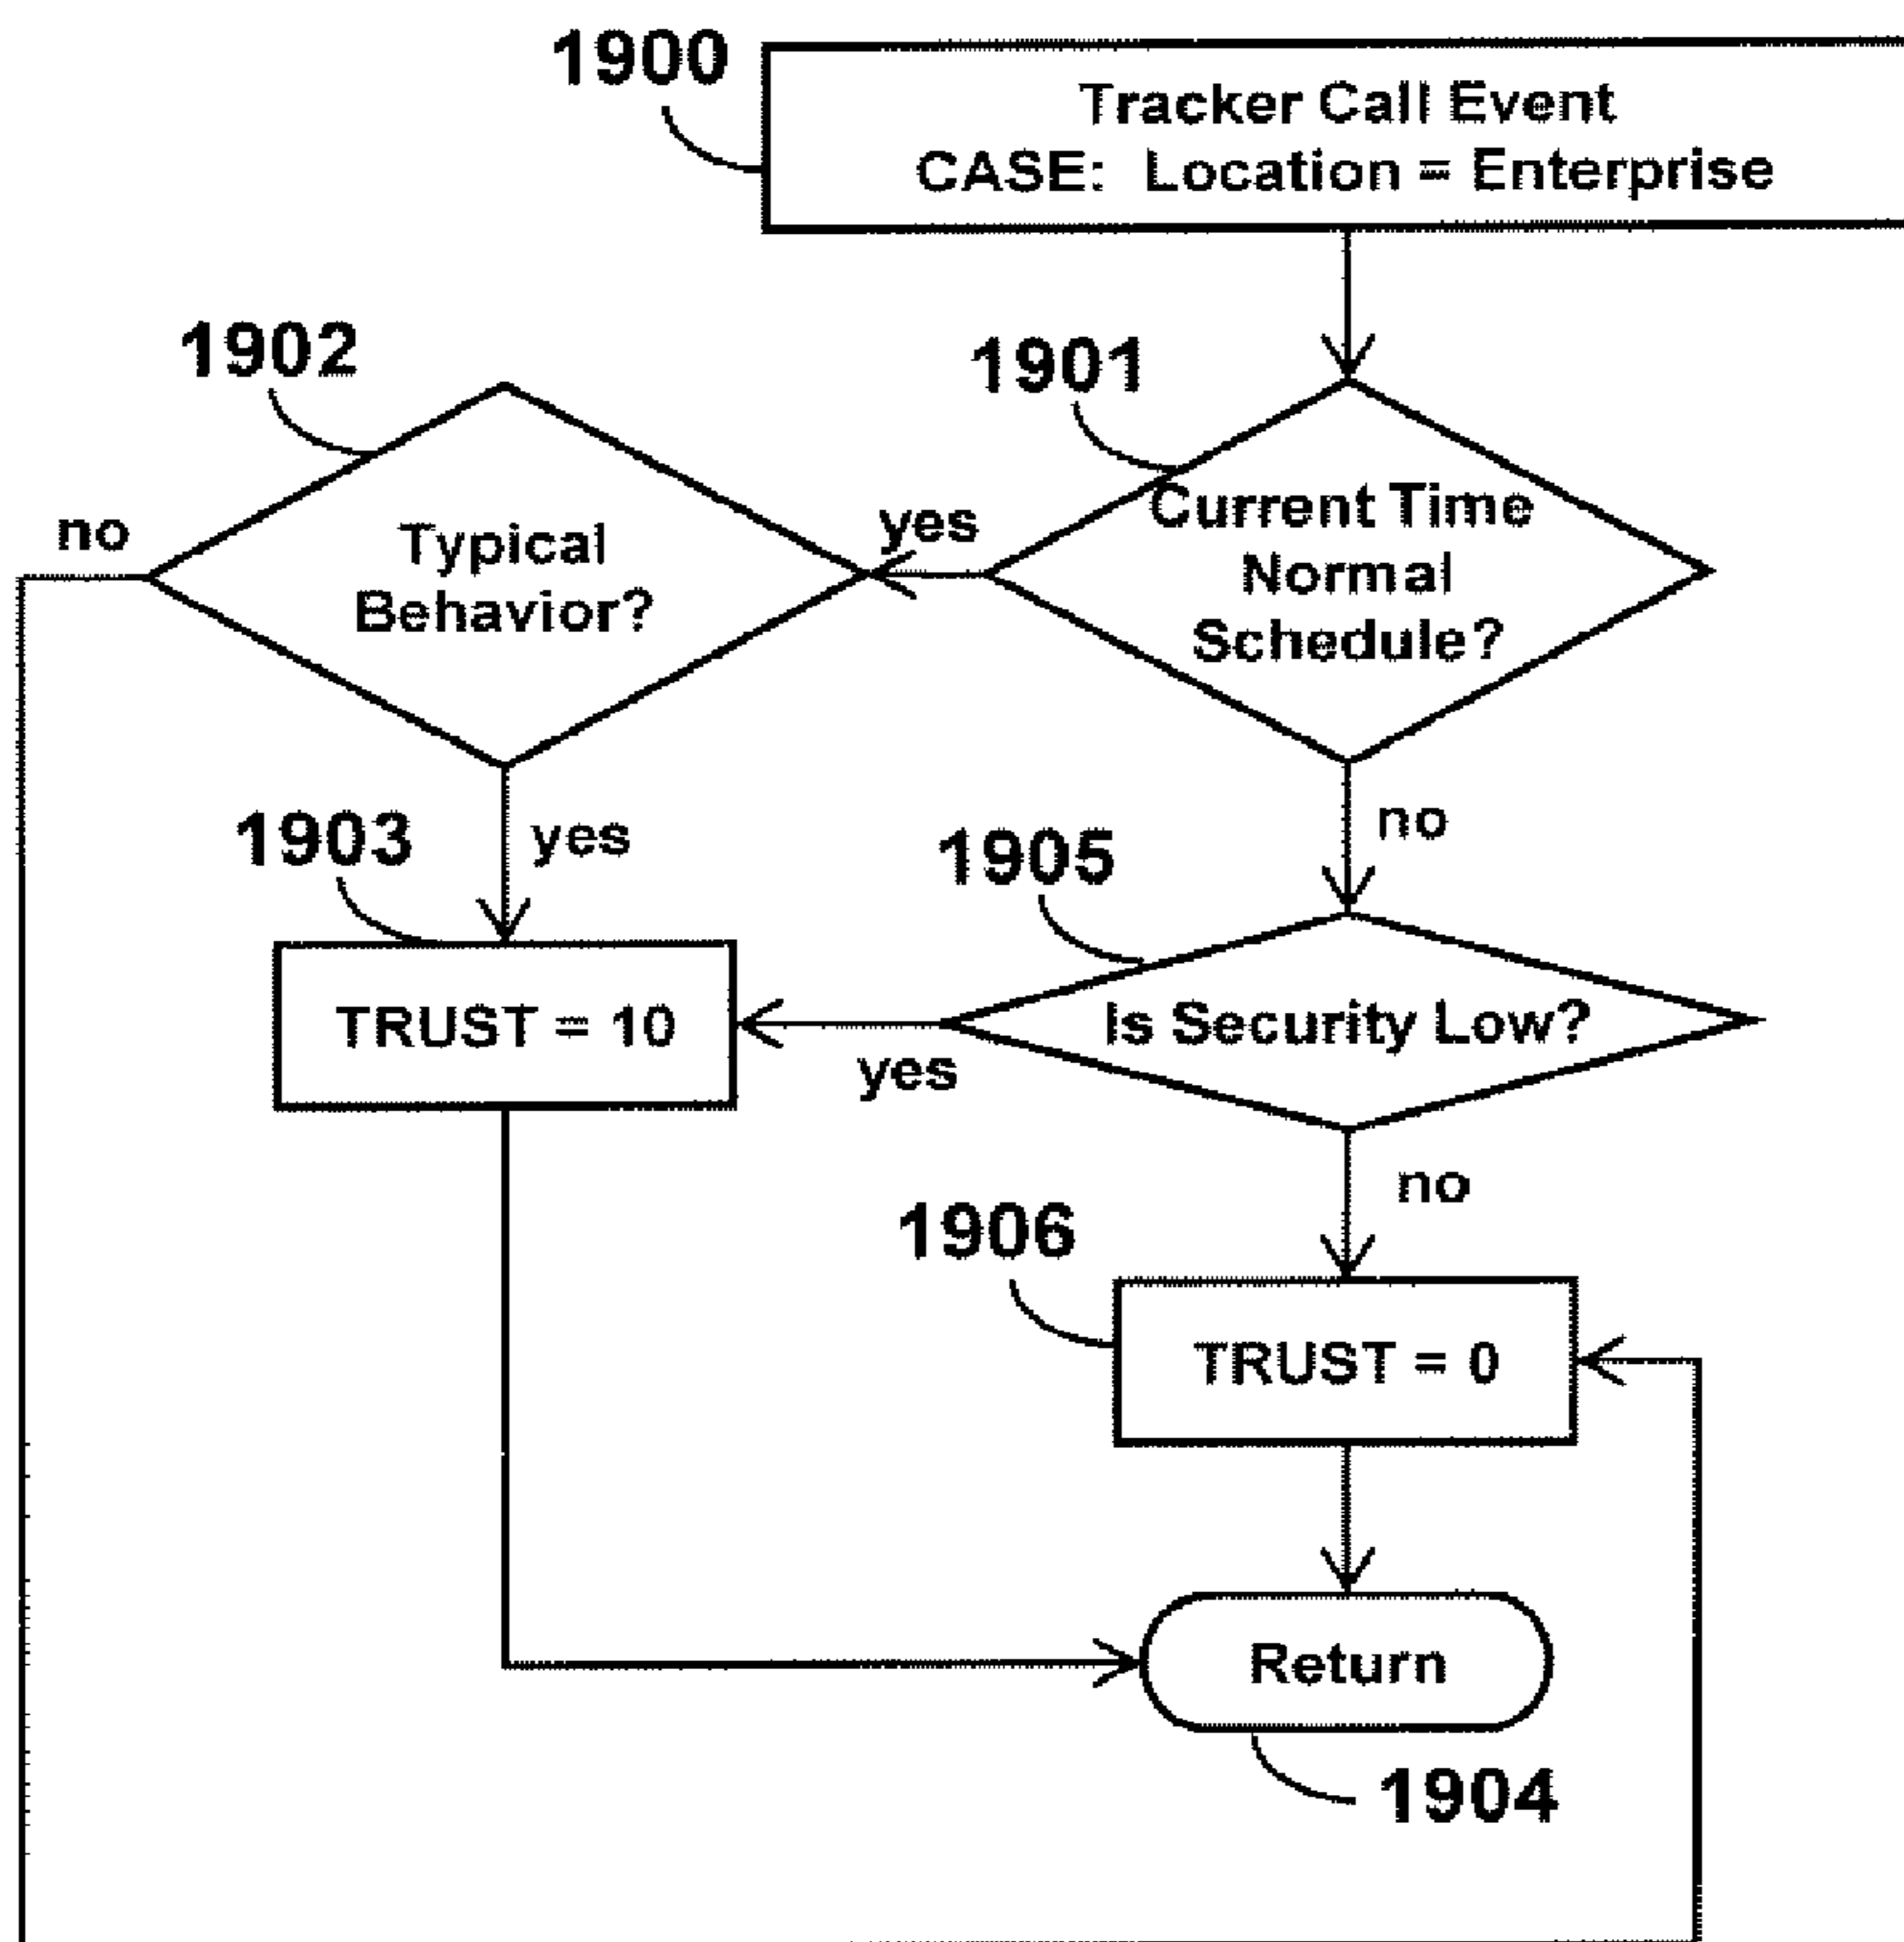 1900
Tracker Call Event
CASE: Location = Enterprise
1902
1901
no
Typical
Behavior?
yes
Current Time
Normal
Schedule?
1903
yes
1905
no
TRUST = 10
yes
Is Security Low?
no
1906
TRUST = 0
Return
1904